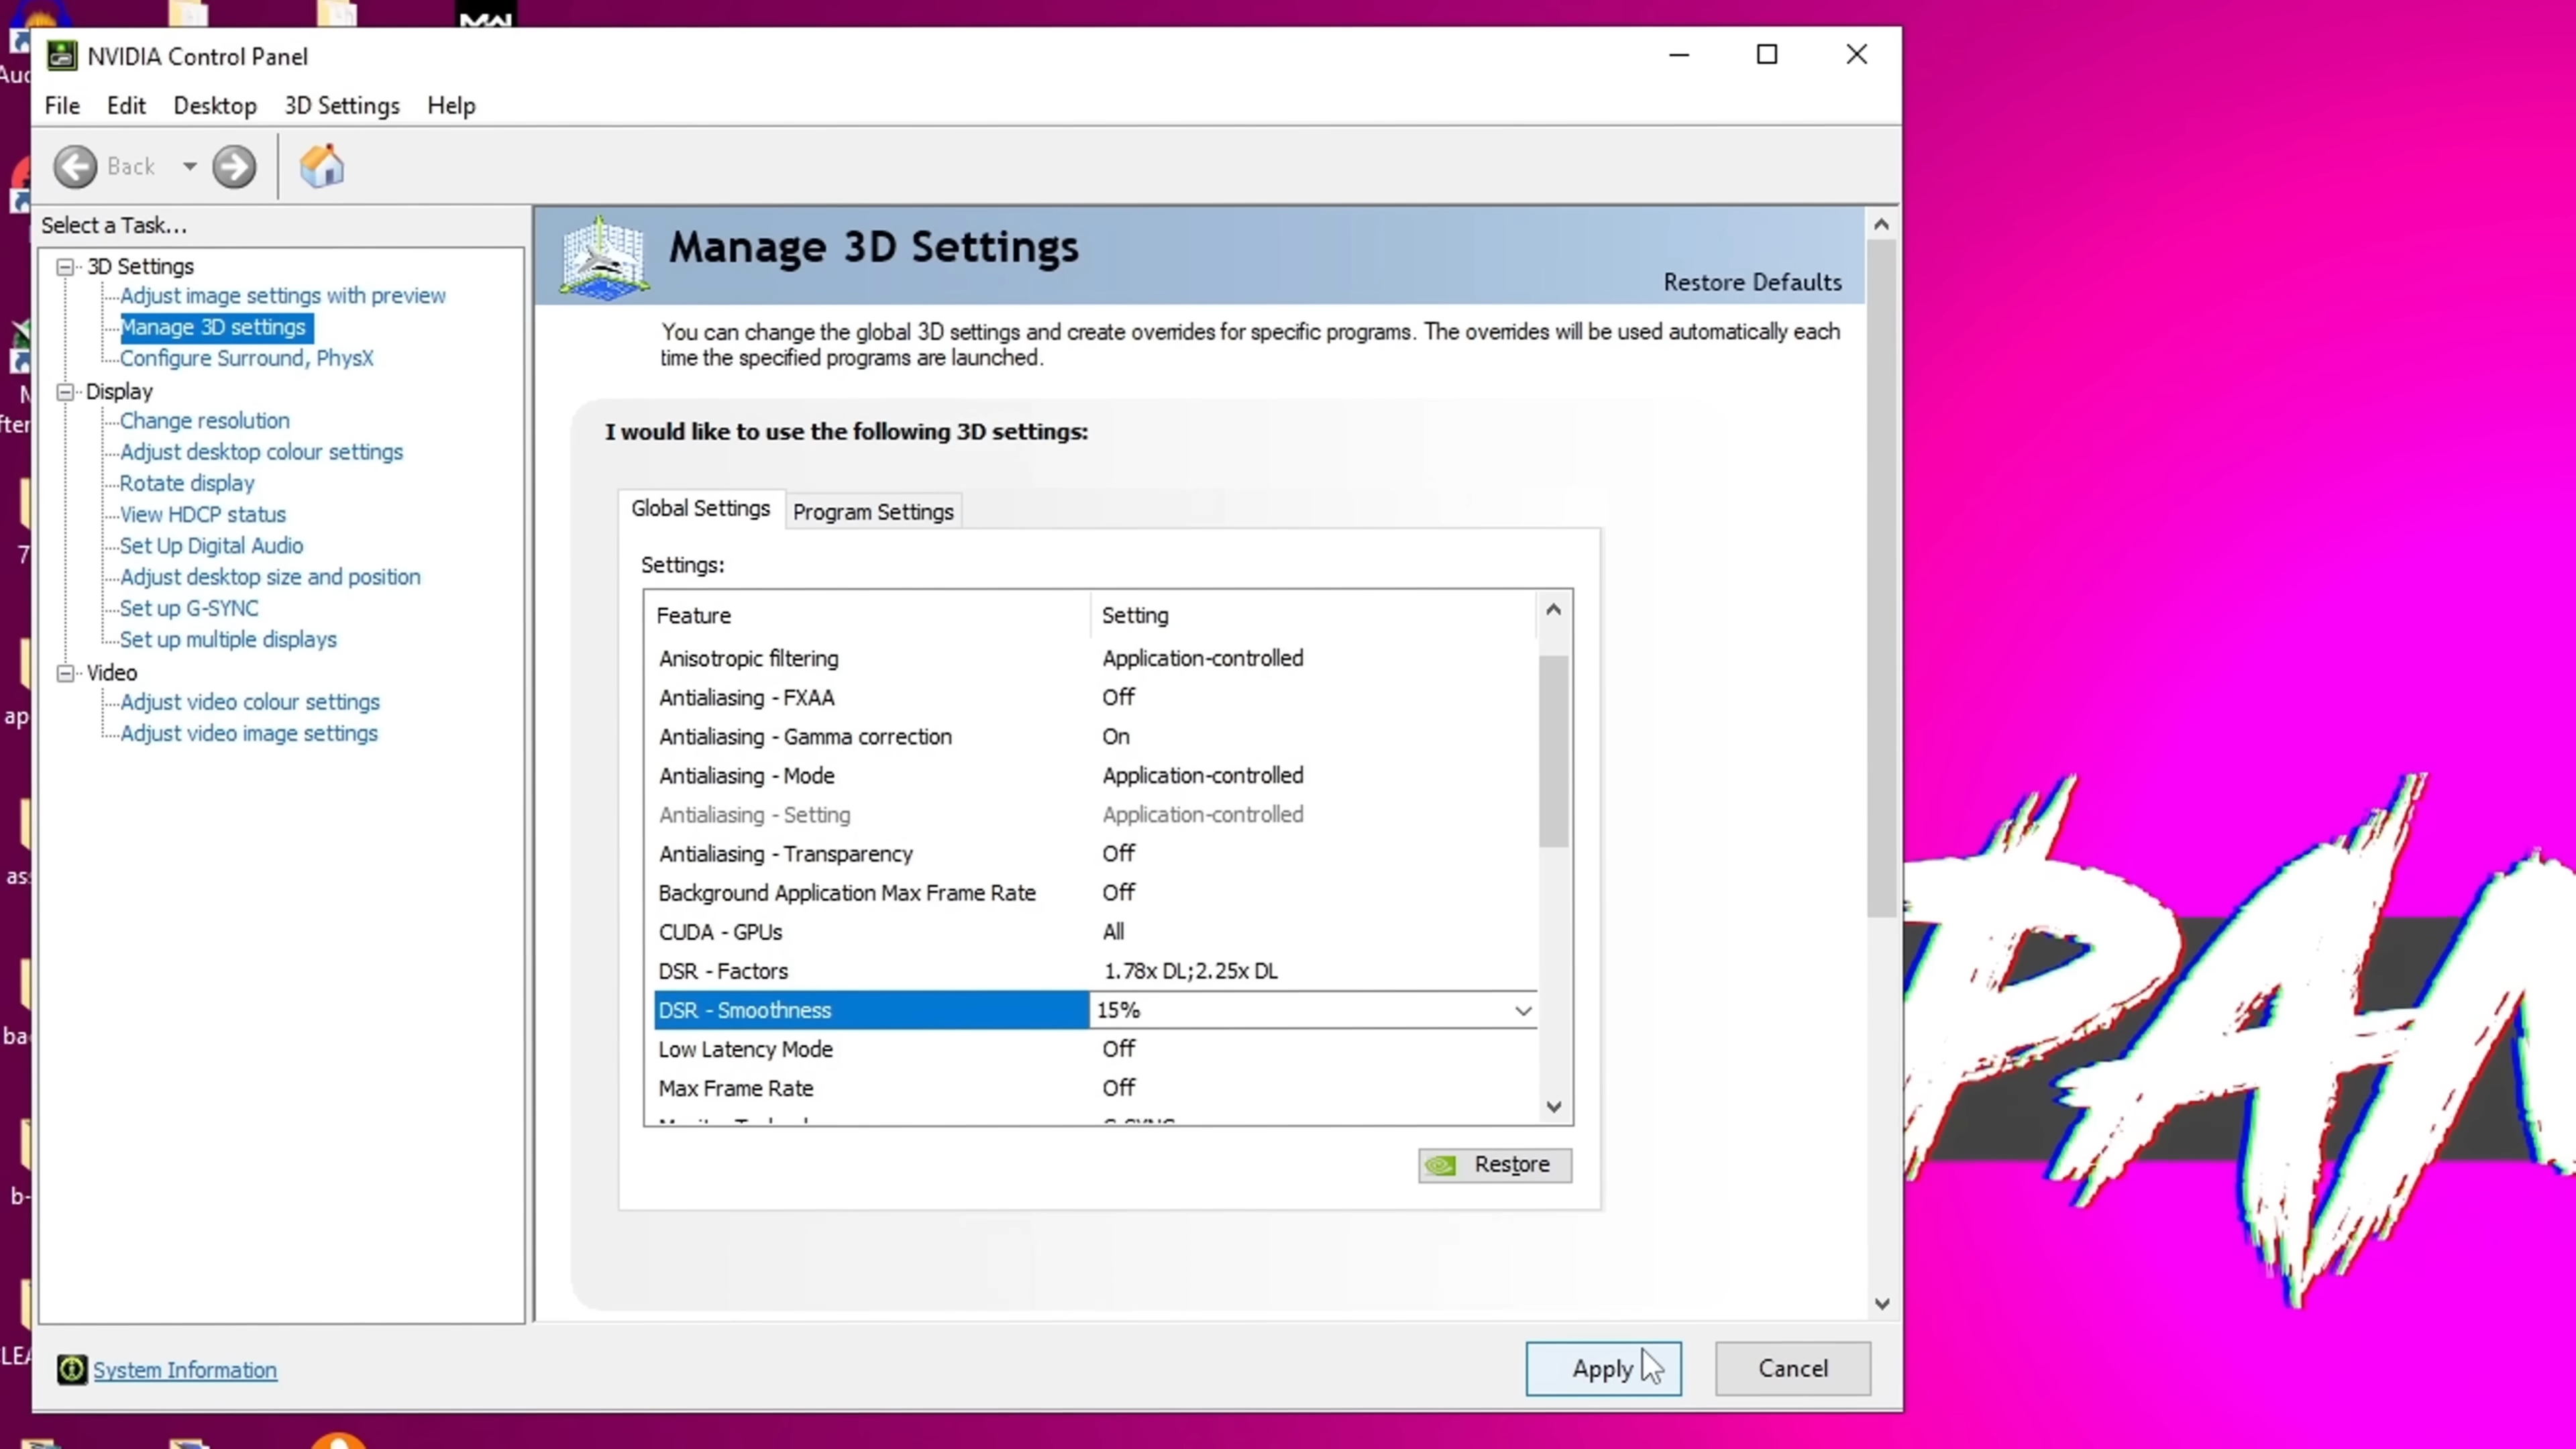 NVIDIA Control Panel
File Edit Desktop 3D Settings Help
Back
Select a Task...
3D Settings
Adjust image settings with preview
Manage 3D settings
Configure Surround, PhysX
Display
Change resolution
Adjust desktop colour settings
Rotate display
View HDCP status
Set Up Digital Audio
Adjust desktop size and position
Set up G-SYNC
Set up multiple displays
Video
Adjust video colour settings
Adjust video image settings
System Information
Manage 3D Settings
Restore Defaults
You can change the global 3D settings and create overrides for specific programs. The overrides will be used automatically each
time the specified programs are launched.
I would like to use the following 3D settings:
Global Settings Program Settings
Settings:
Feature Setting
Anisotropic filtering Application-controlled
Antialiasing - FXAA Off
Antialiasing - Gamma correction On
Antialiasing - Mode Application-controlled
Antialiasing - Setting Application-controlled
Antialiasing - Transparency Off
Background Application Max Frame Rate Off
CUDA - GPUs All
DSR - Factors 1.78x DL;2.25x DL
DSR - Smoothness 15%
Low Latency Mode Off
Max Frame Rate Off
Restore
Apply Cancel